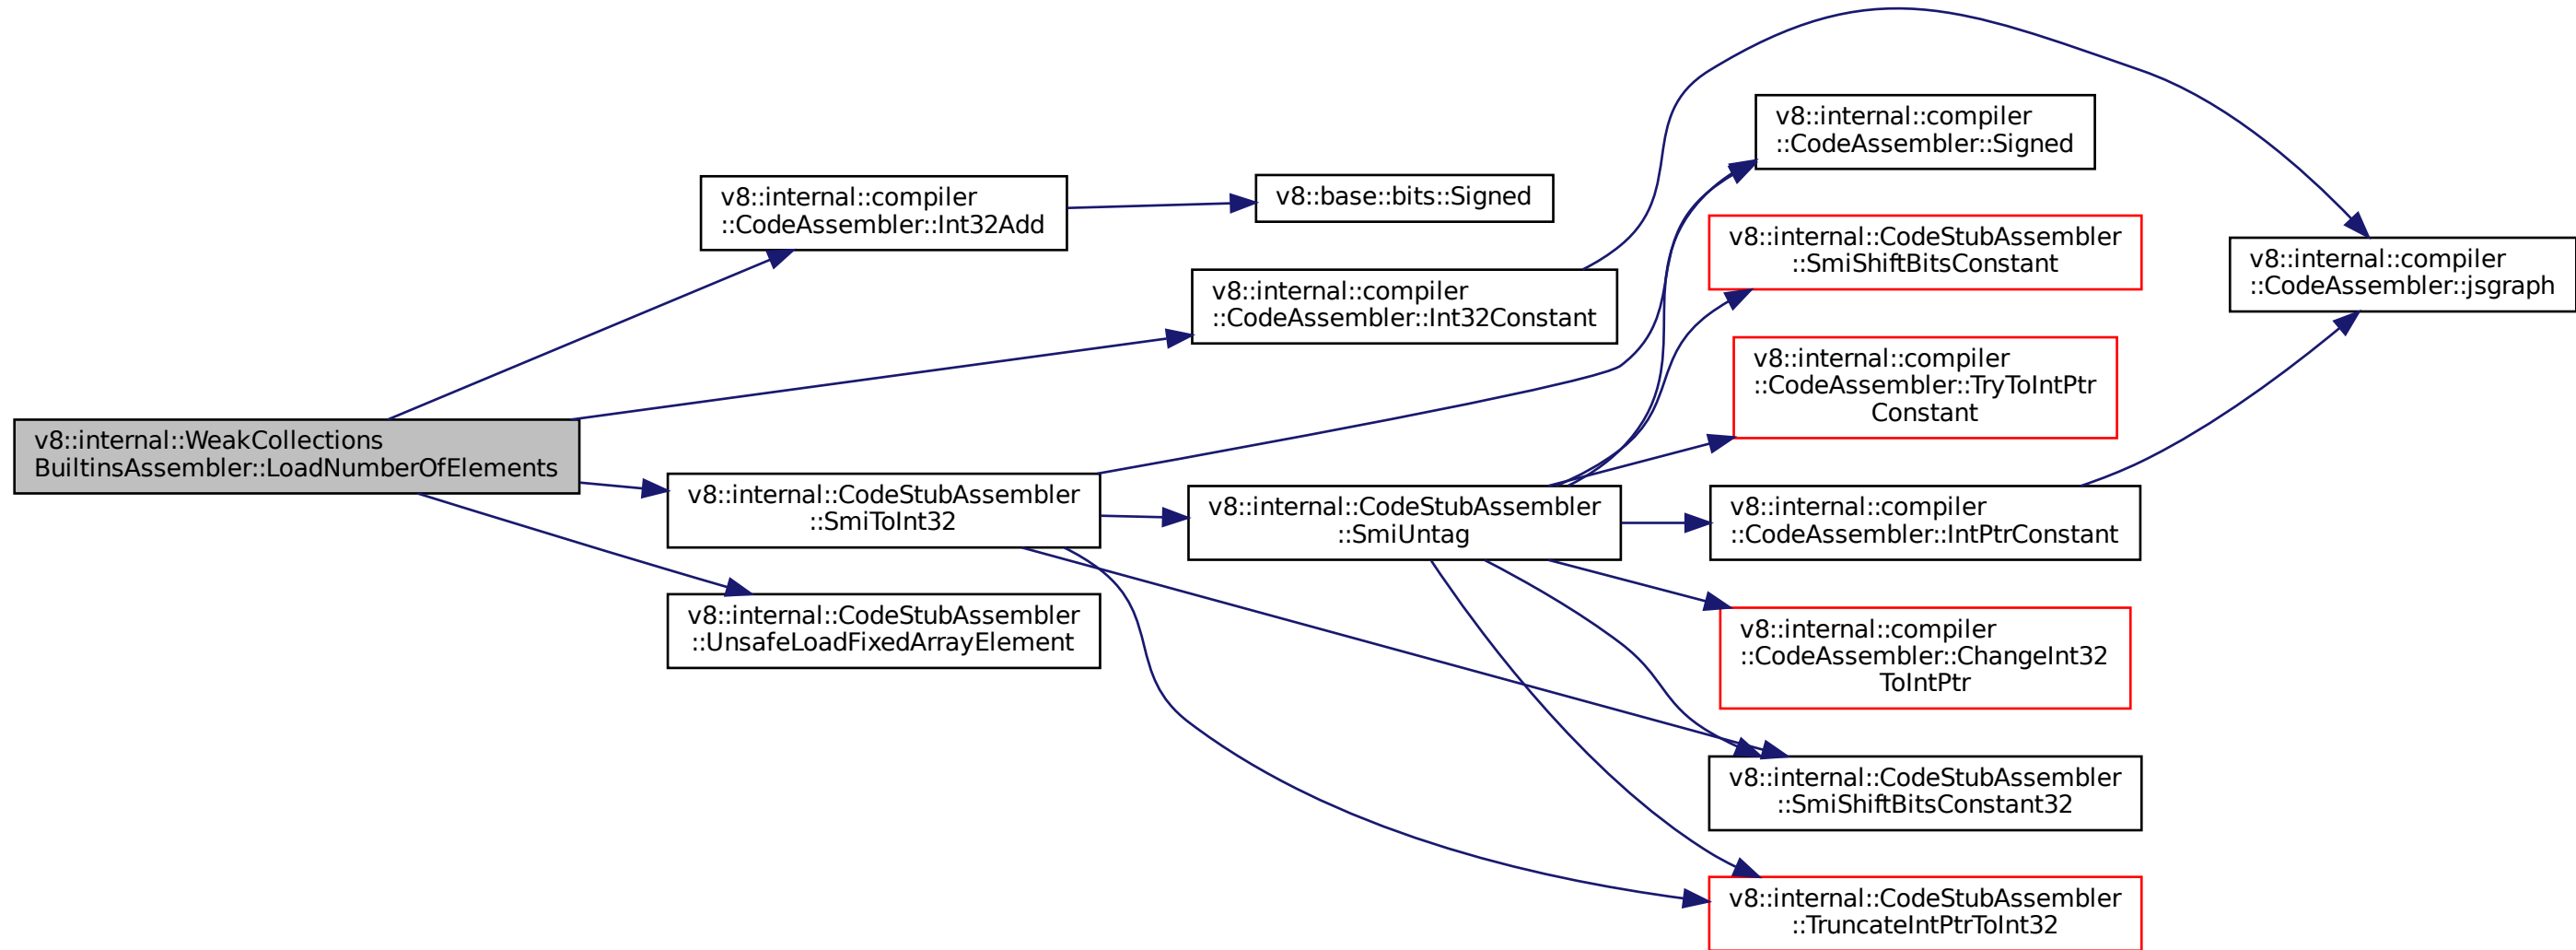 v8::internal::WeakCollections
BuiltinsAssembler::LoadNumberOfElements
v8::internal::compiler
::CodeAssembler::Int32Add
v8::base::bits::Signed
v8::internal::compiler
::CodeAssembler::Int32Constant
v8::internal::CodeStubAssembler
::SmiToInt32
v8::internal::CodeStubAssembler
::UnsafeLoadFixedArrayElement
v8::internal::CodeStubAssembler
::SmiUntag
v8::internal::compiler
::CodeAssembler::Signed
v8::internal::CodeStubAssembler
::SmiShiftBitsConstant
v8::internal::compiler
::CodeAssembler::TryToIntPtr
Constant
v8::internal::compiler
::CodeAssembler::IntPtrConstant
v8::internal::compiler
::CodeAssembler::ChangeInt32
ToIntPtr
v8::internal::CodeStubAssembler
::SmiShiftBitsConstant32
v8::internal::CodeStubAssembler
::TruncateIntPtrToInt32
v8::internal::compiler
::CodeAssembler::jsgraph